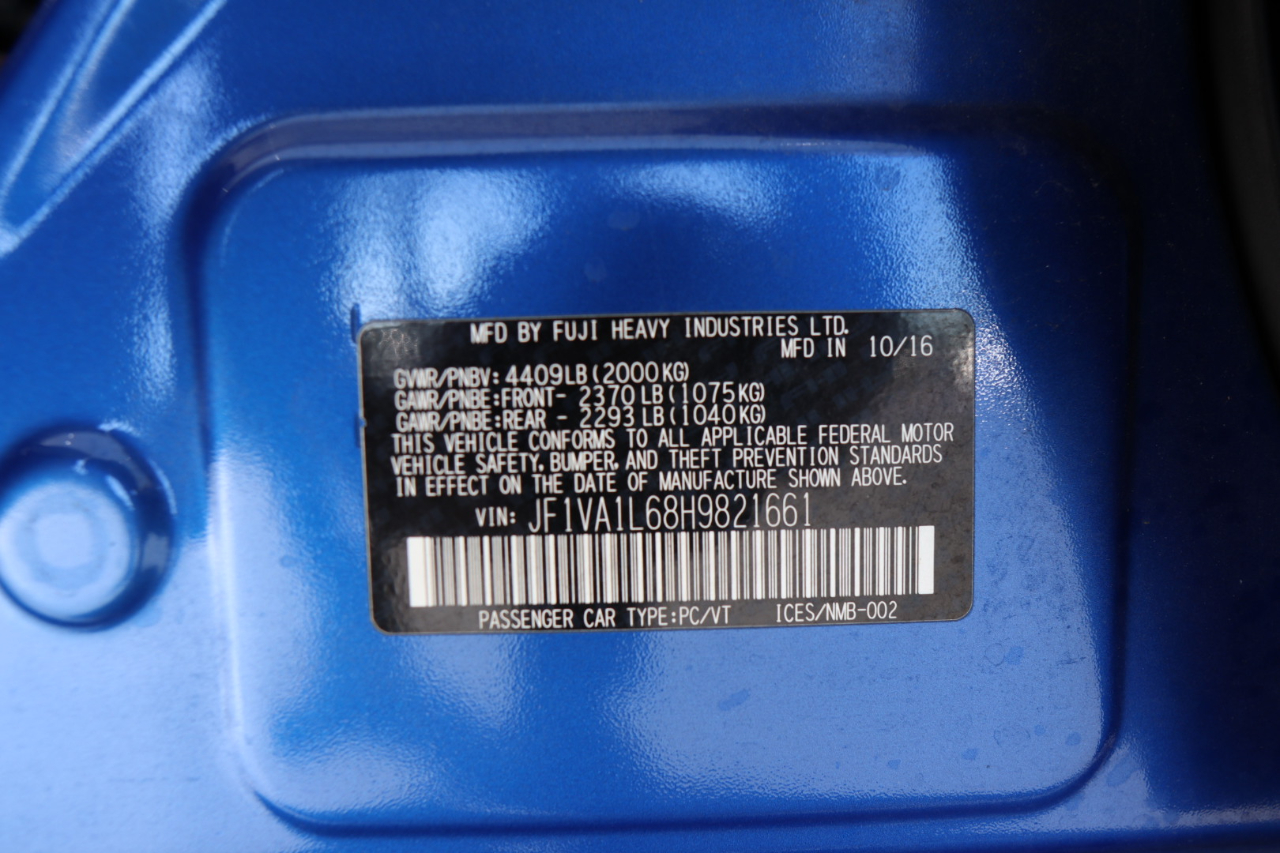 MFD BY FUJI HEAVY INDUSTRIES LTD.
MFD IN 10/16
GVWR/PNBV: 4409LB (2000KG)
GAWR/PNBE:FRONT- 2370 LB (1075KG)
GAWR/PNBE:REAR - 2293 LB (1040KG)
THIS VEHICLE CONFORMS TO ALL APPLICABLE FEDERAL MOTOR
VEHICLE SAFETY, BUMPER, AND THEFT PREVENTION STANDARDS
IN EFFECT ON THE DATE OF MANUFACTURE SHOWN ABOVE.
VIN: JF1VA1L68H9821661
PASSENGER CAR TYPE:PC/VT ICES/NMB-002